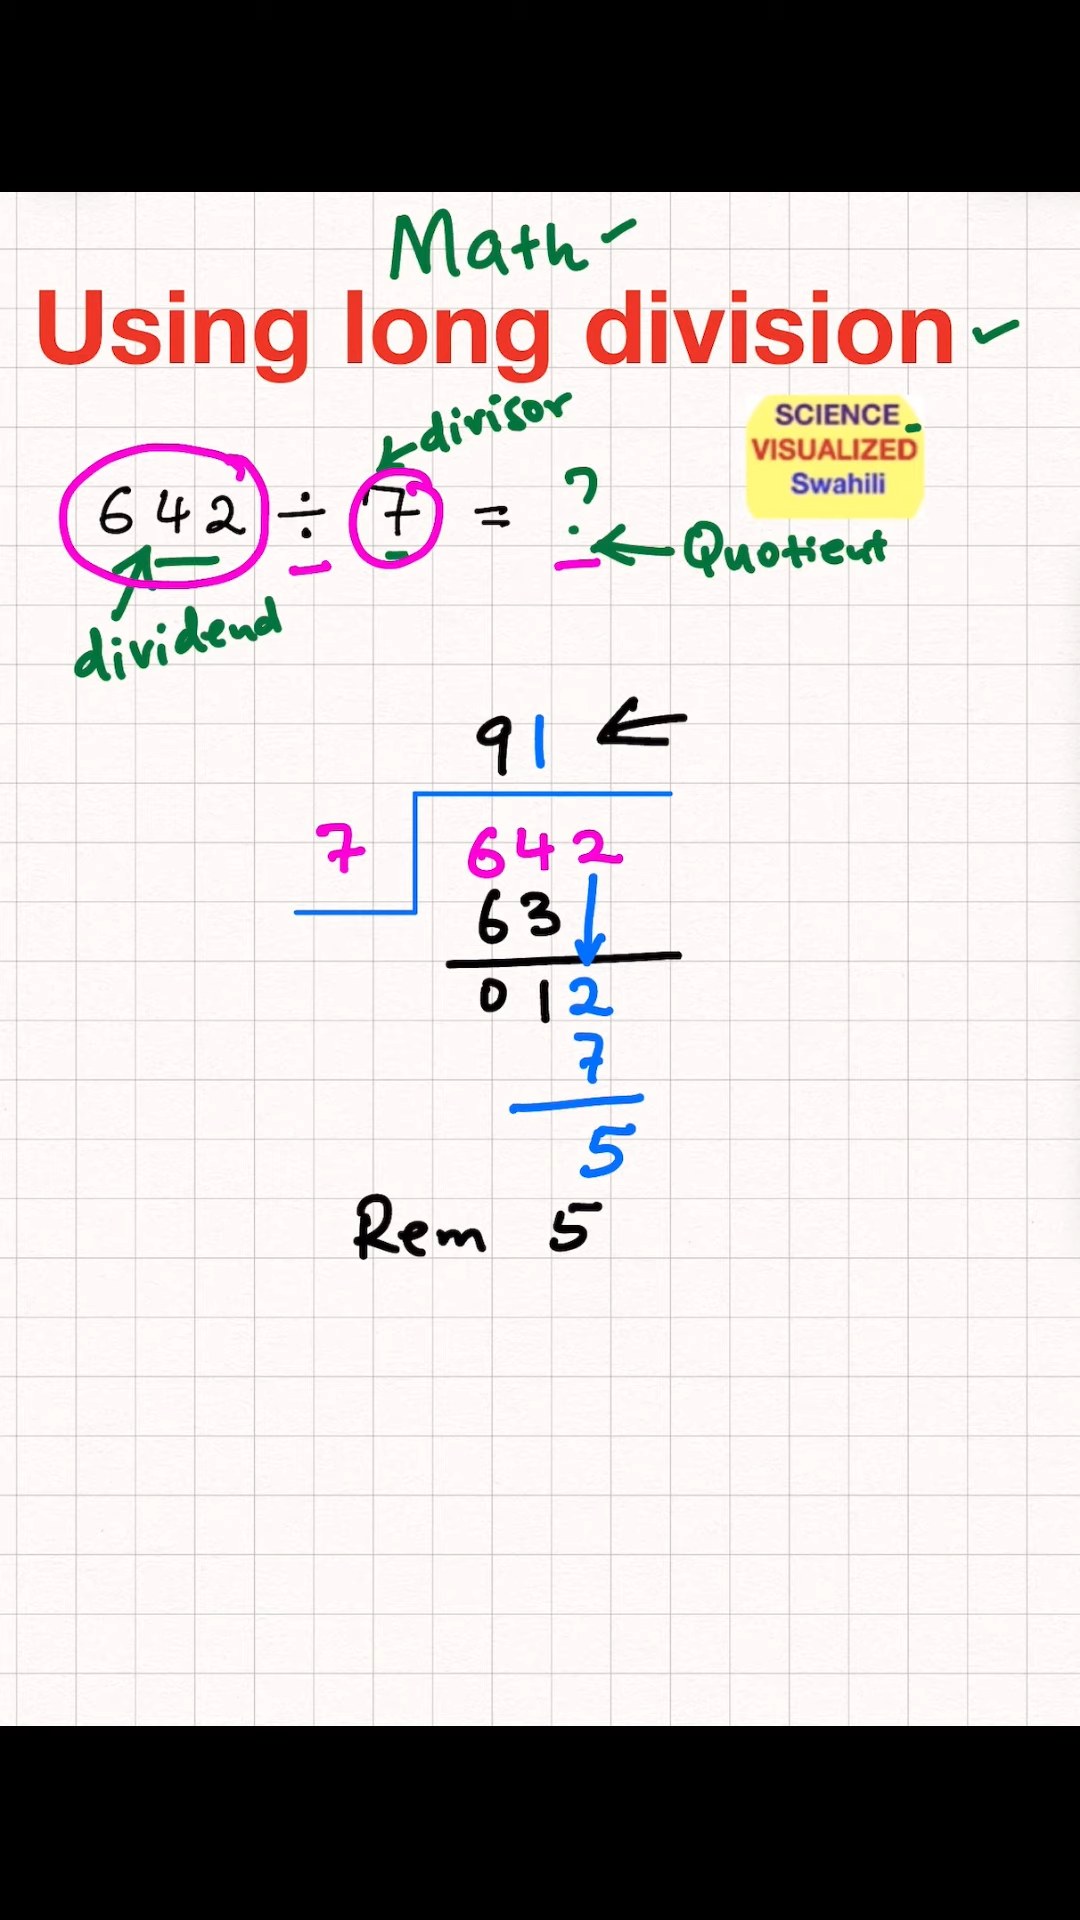 Math
Using long division
divisor
SCIENCE
VISUALIZED
Swahili
642 ÷ 7 = ?
Quotient
dividend
91
7 642
63
012
7
5
Rem 5